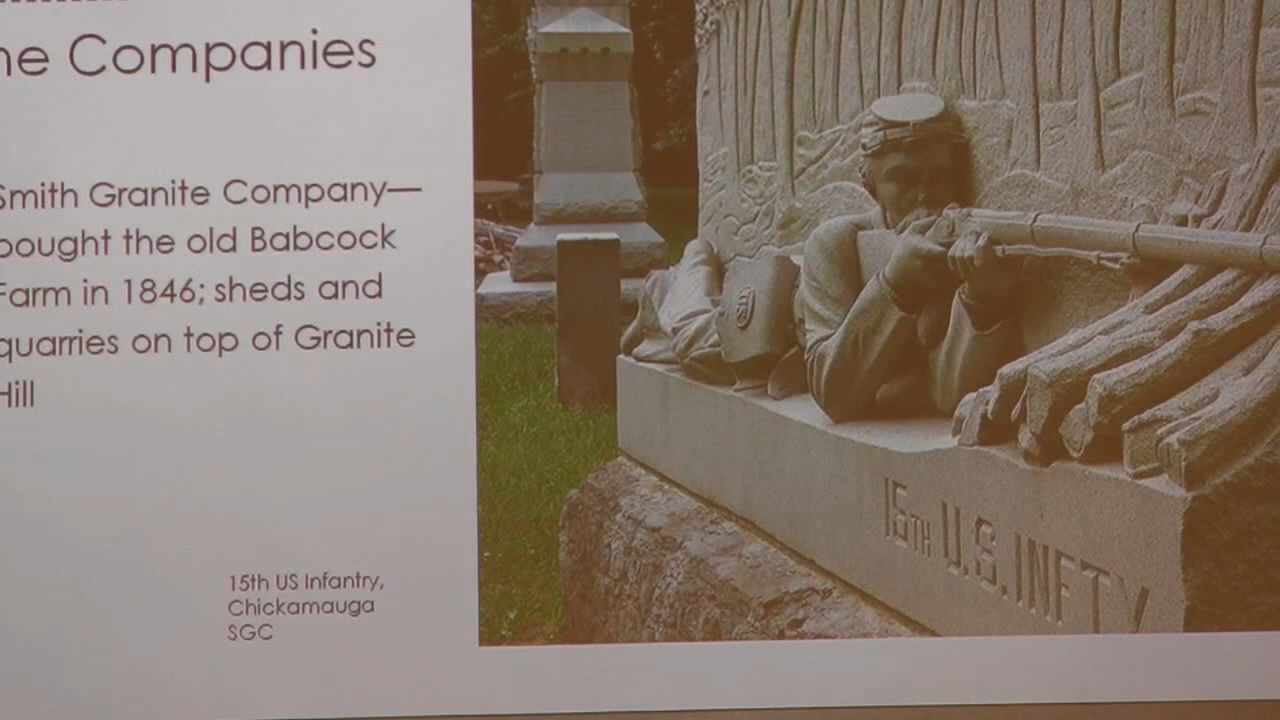 ne Companies
Smith Granite Company—
bought the old Babcock
Farm in 1846; sheds and
quarries on top of Granite
Hill
15th US Infantry,
Chickamauga
SGC
15TH U.S. INFTY